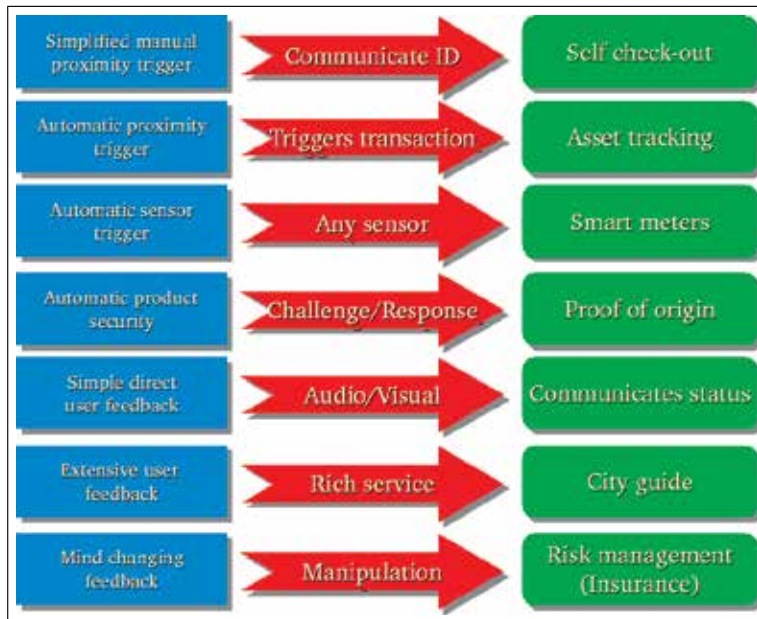 Simplified manual
proximity trigger
Communicate ID
Self check-out
Automatic proximity
trigger
Triggers transaction
Asset tracking
Automatic sensor
trigger
Any sensor
Smart meters
Automatic product
security
Challenge/Response
Proof of origin
Simple direct
user feedback
Audio/Visual
Communicates status
Extensive user
feedback
Rich service
City guide
Mind changing
feedback
Manipulation
Risk management
(Insurance)